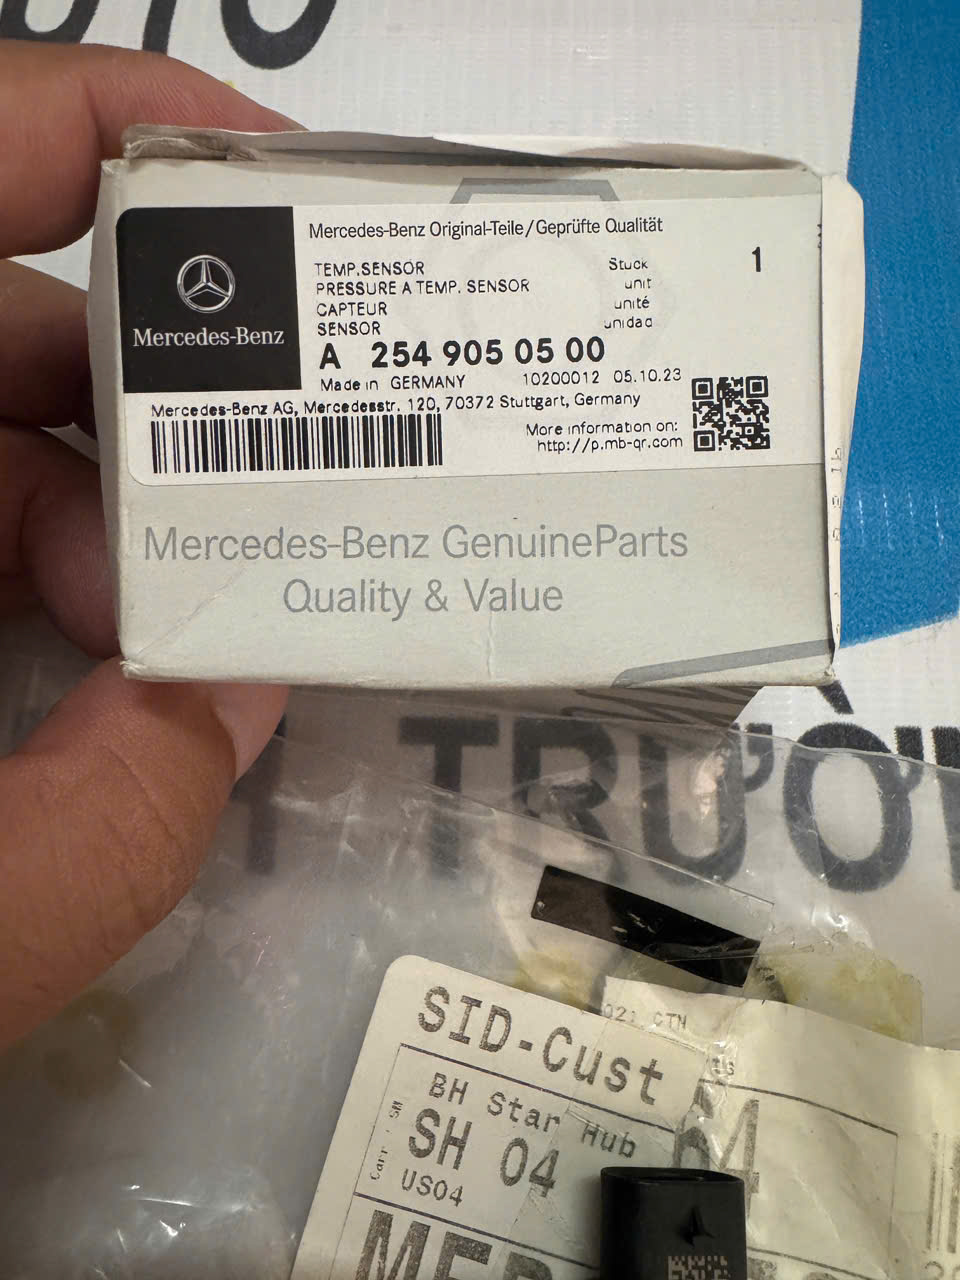 Mercedes-Benz Original-Teile/Geprüfte Qualität
TEMP.SENSOR Stuck 1
PRESSURE A TEMP. SENSOR unit
CAPTEUR unité
SENSOR unidad
Mercedes-Benz
A 254 905 05 00
Made in GERMANY 10200012 05.10.23
Mercedes-Benz AG, Mercedesstr. 120, 70372 Stuttgart, Germany
More information on:
http://p.mb-qr.com
Mercedes-Benz GenuineParts
Quality & Value
TRƯỜ
021 CTN
SID-Cust
BH Star Hub
SH 04
US04
04